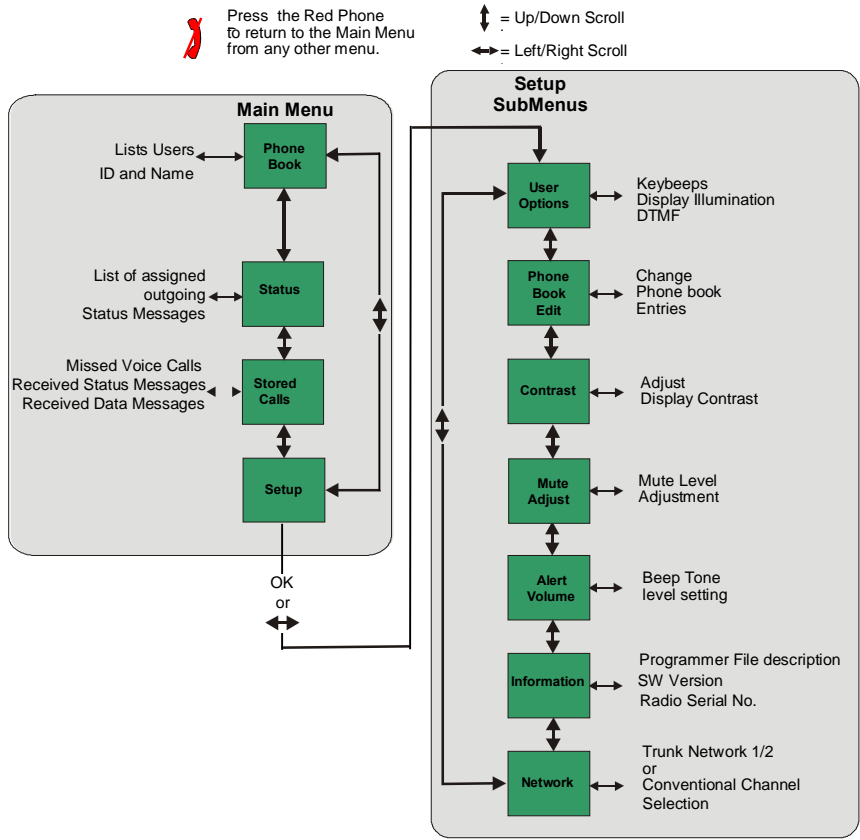 Press the Red Phone
to return to the Main Menu
from any other menu.
= Up/Down Scroll
= Left/Right Scroll
Main Menu
Phone
Book
Lists Users
ID and Name
Status
List of assigned
outgoing
Status Messages
Stored
Calls
Missed Voice Calls
Received Status Messages
Received Data Messages
Setup
OK
or
Setup
SubMenus
User
Options
Keybeeps
Display Illumination
DTMF
Phone
Book
Edit
Change
Phone book
Entries
Contrast
Adjust
Display Contrast
Mute
Adjust
Mute Level
Adjustment
Alert
Volume
Beep Tone
level setting
Information
Programmer File description
SW Version
Radio Serial No.
Network
Trunk Network 1/2
or
Conventional Channel
Selection